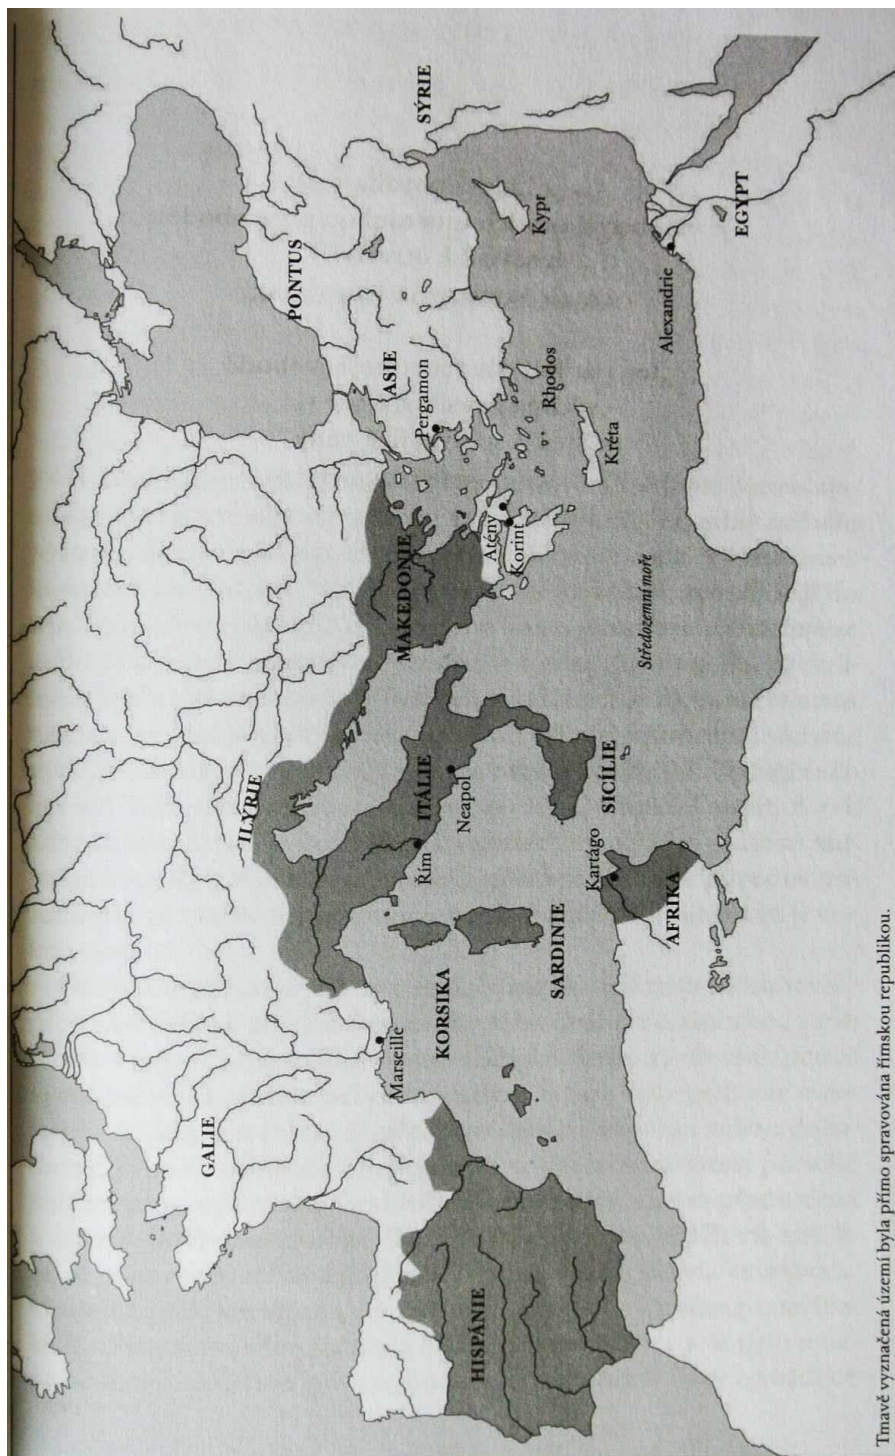 GALIE
ILYRIE
PONTUS
Marseille
KORSIKA
Řím
ITÁLIE
Neapol
MAKEDONIE
ASIE
Pergamon
SÝRIE
HISPÁNIE
SARDINIE
SICÍLIE
Atény
Korint
Rhodos
Kypr
Kréta
Kartágo
AFRIKA
Středozemní moře
Alexandrie
EGYPT
Tmavě vyznačená území byla přímo spravována římskou republikou.